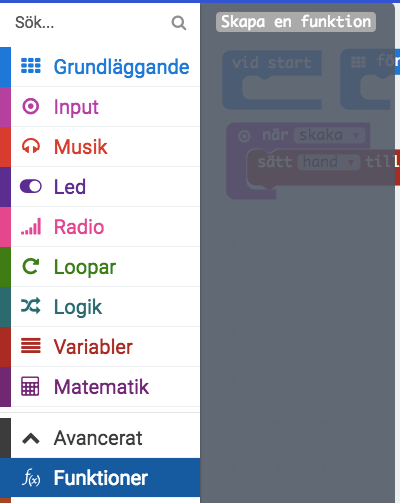 Sök...
Skapa en funktion
Grundläggande
Input
Musik
Led
Radio
Loopar
Logik
Variabler
Matematik
Avancerat
f(x) Funktioner
vid start
för
när skaka
sätt hand till